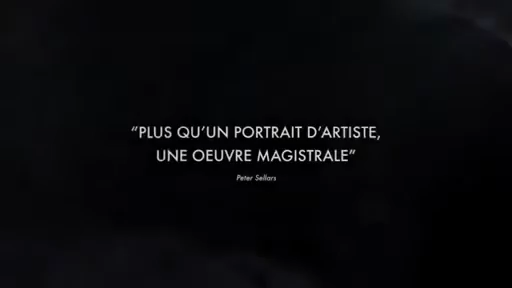 “PLUS QU’UN PORTRAIT D’ARTISTE,
UNE OEUVRE MAGISTRALE”
Peter Sellars